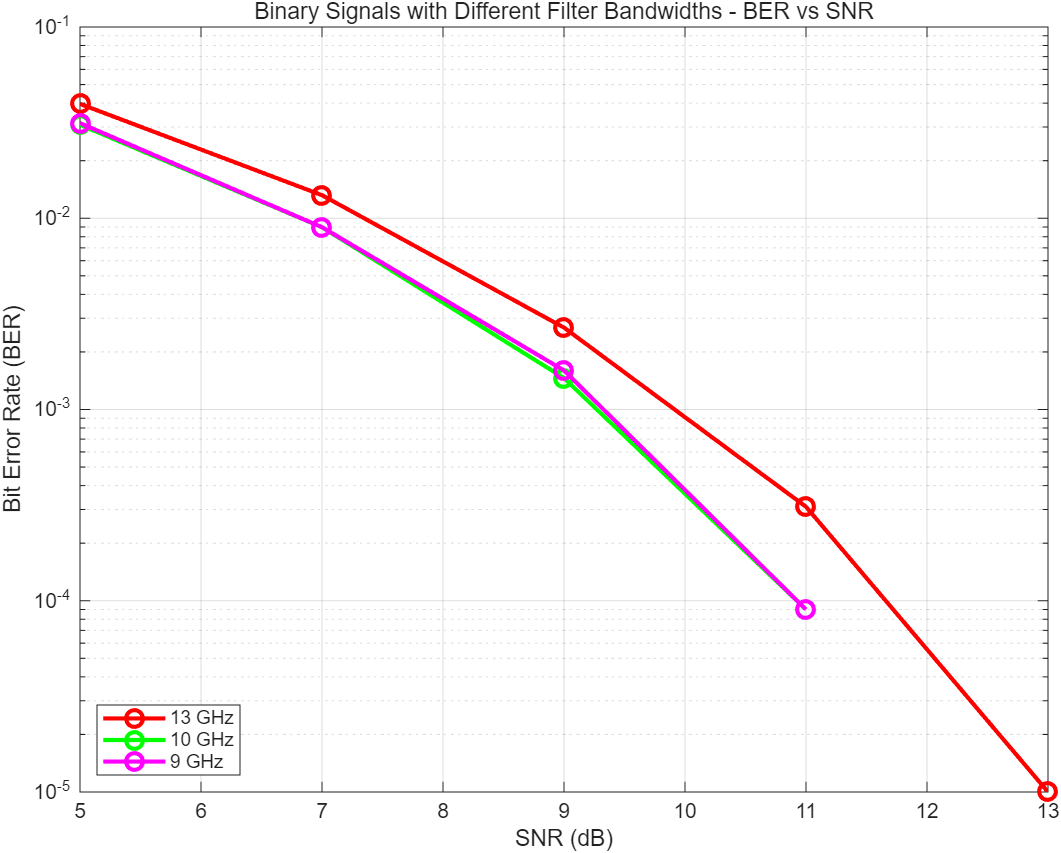 Binary Signals with Different Filter Bandwidths - BER vs SNR
10-1
10-2
10-3
10-4
10-5
Bit Error Rate (BER)
13 GHz
10 GHz
9 GHz
5 6 7 8 9 10 11 12 13
SNR (dB)